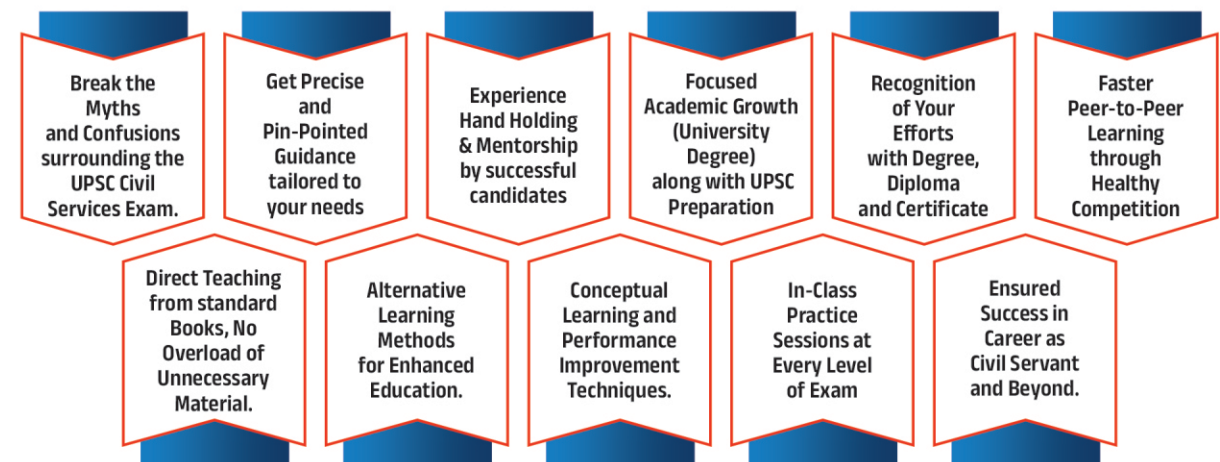 Break the
Myths
and Confusions
surrounding the
UPSC Civil
Services Exam.
Get Precise
and
Pin-Pointed
Guidance
tailored to
your needs
Experience
Hand Holding
& Mentorship
by successful
candidates
Focused
Academic Growth
(University
Degree)
along with UPSC
Preparation
Recognition
of Your
Efforts
with Degree,
Diploma
and Certificate
Faster
Peer-to-Peer
Learning
through
Healthy
Competition
Direct Teaching
from standard
Books, No
Overload of
Unnecessary
Material.
Alternative
Learning
Methods
for Enhanced
Education.
Conceptual
Learning and
Performance
Improvement
Techniques.
In-Class
Practice
Sessions at
Every Level
of Exam
Ensured
Success in
Career as
Civil Servant
and Beyond.